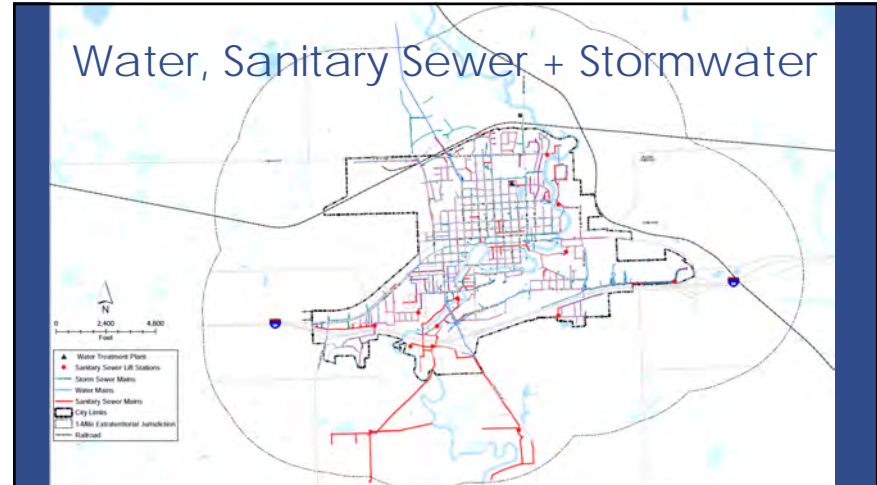 Water, Sanitary Sewer + Stormwater
N
0 2,400 4,800
Feet
Water Treatment Plant
Sanitary Sewer Lift Stations
Storm Sewer Mains
Water Mains
Sanitary Sewer Mains
City Limits
1-Mile Extraterritorial Jurisdiction
Railroad